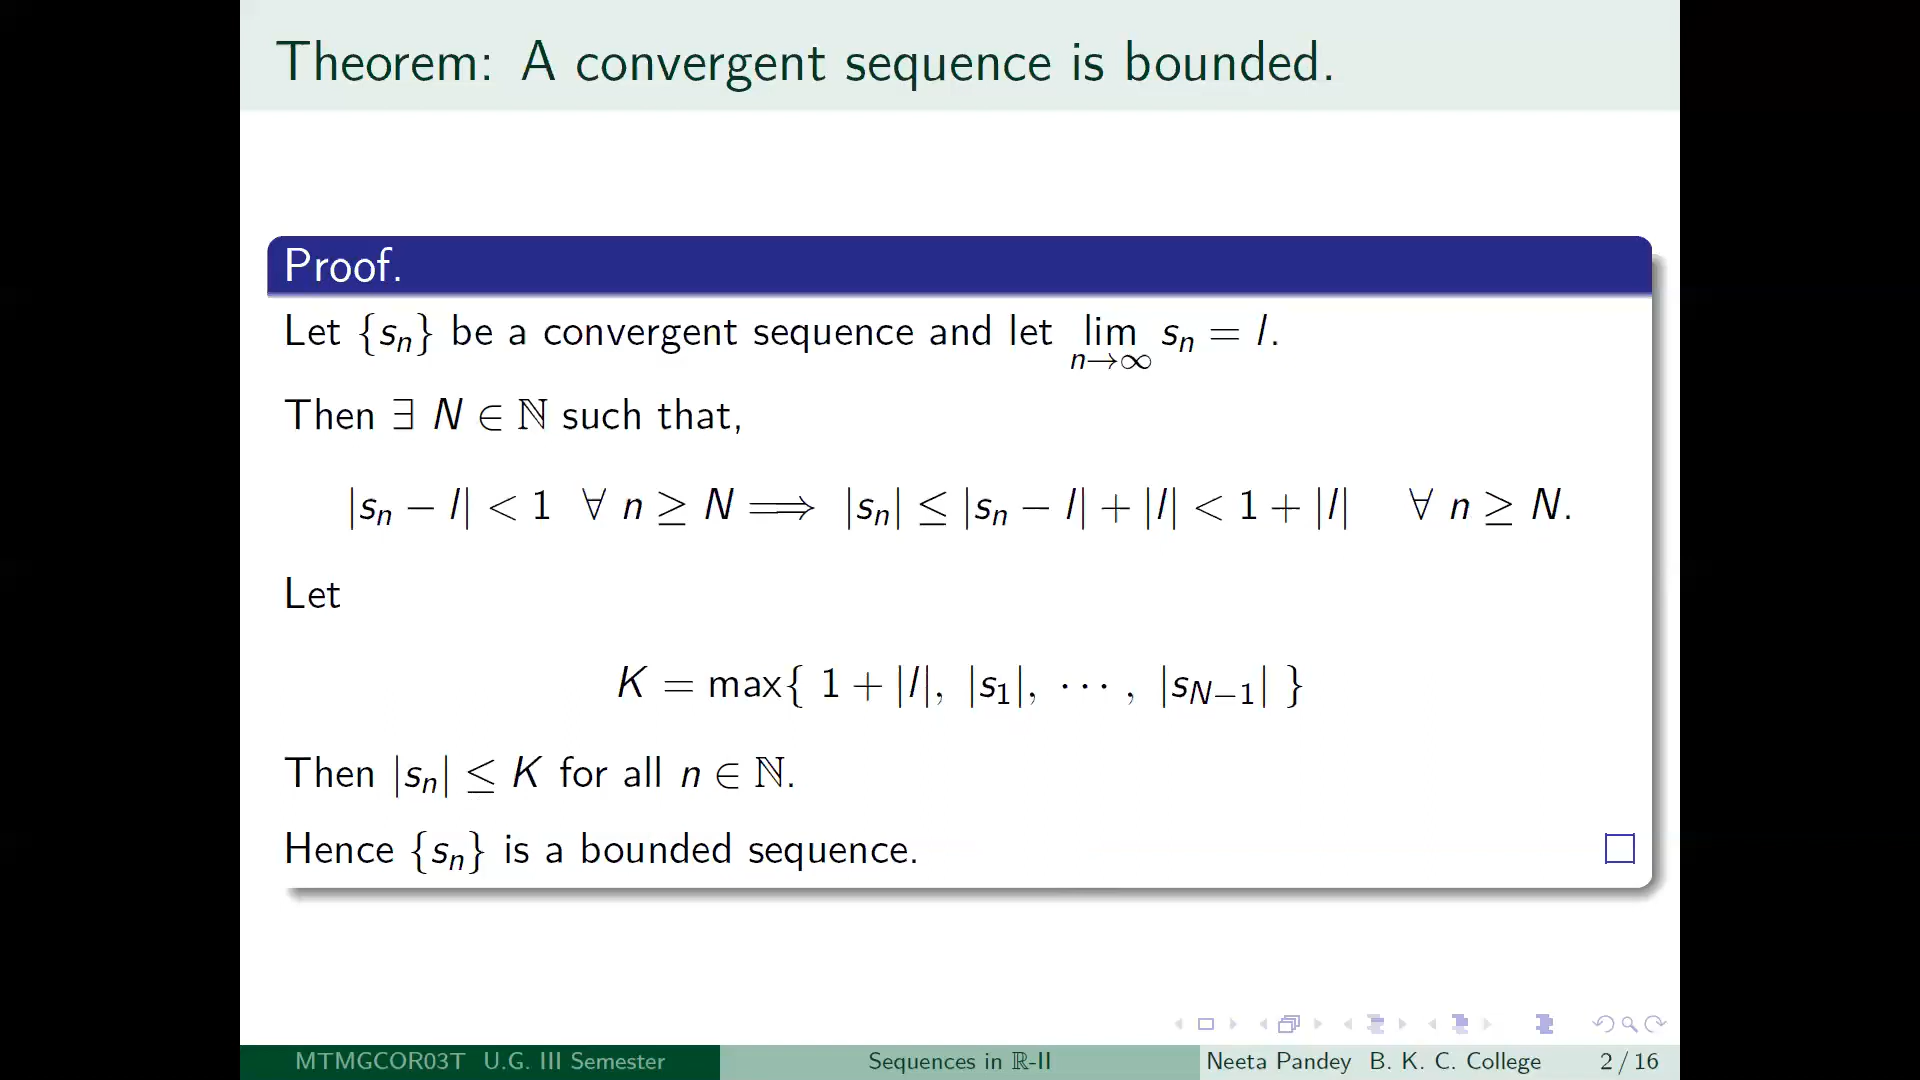 Theorem: A convergent sequence is bounded.
Proof.
Let {sₙ} be a convergent sequence and let lim sₙ = l.
n→∞
Then ∃ N ∈ ℕ such that,
|sₙ − l| < 1 ∀ n ≥ N ⟹ |sₙ| ≤ |sₙ − l| + |l| < 1 + |l| ∀ n ≥ N.
Let
K = max{ 1 + |l|, |s₁|, ··· , |s_{N−1}| }
Then |sₙ| ≤ K for all n ∈ ℕ.
Hence {sₙ} is a bounded sequence.
MTMGCOR03T U.G. III Semester Sequences in ℝ-II Neeta Pandey B. K. C. College 2 / 16